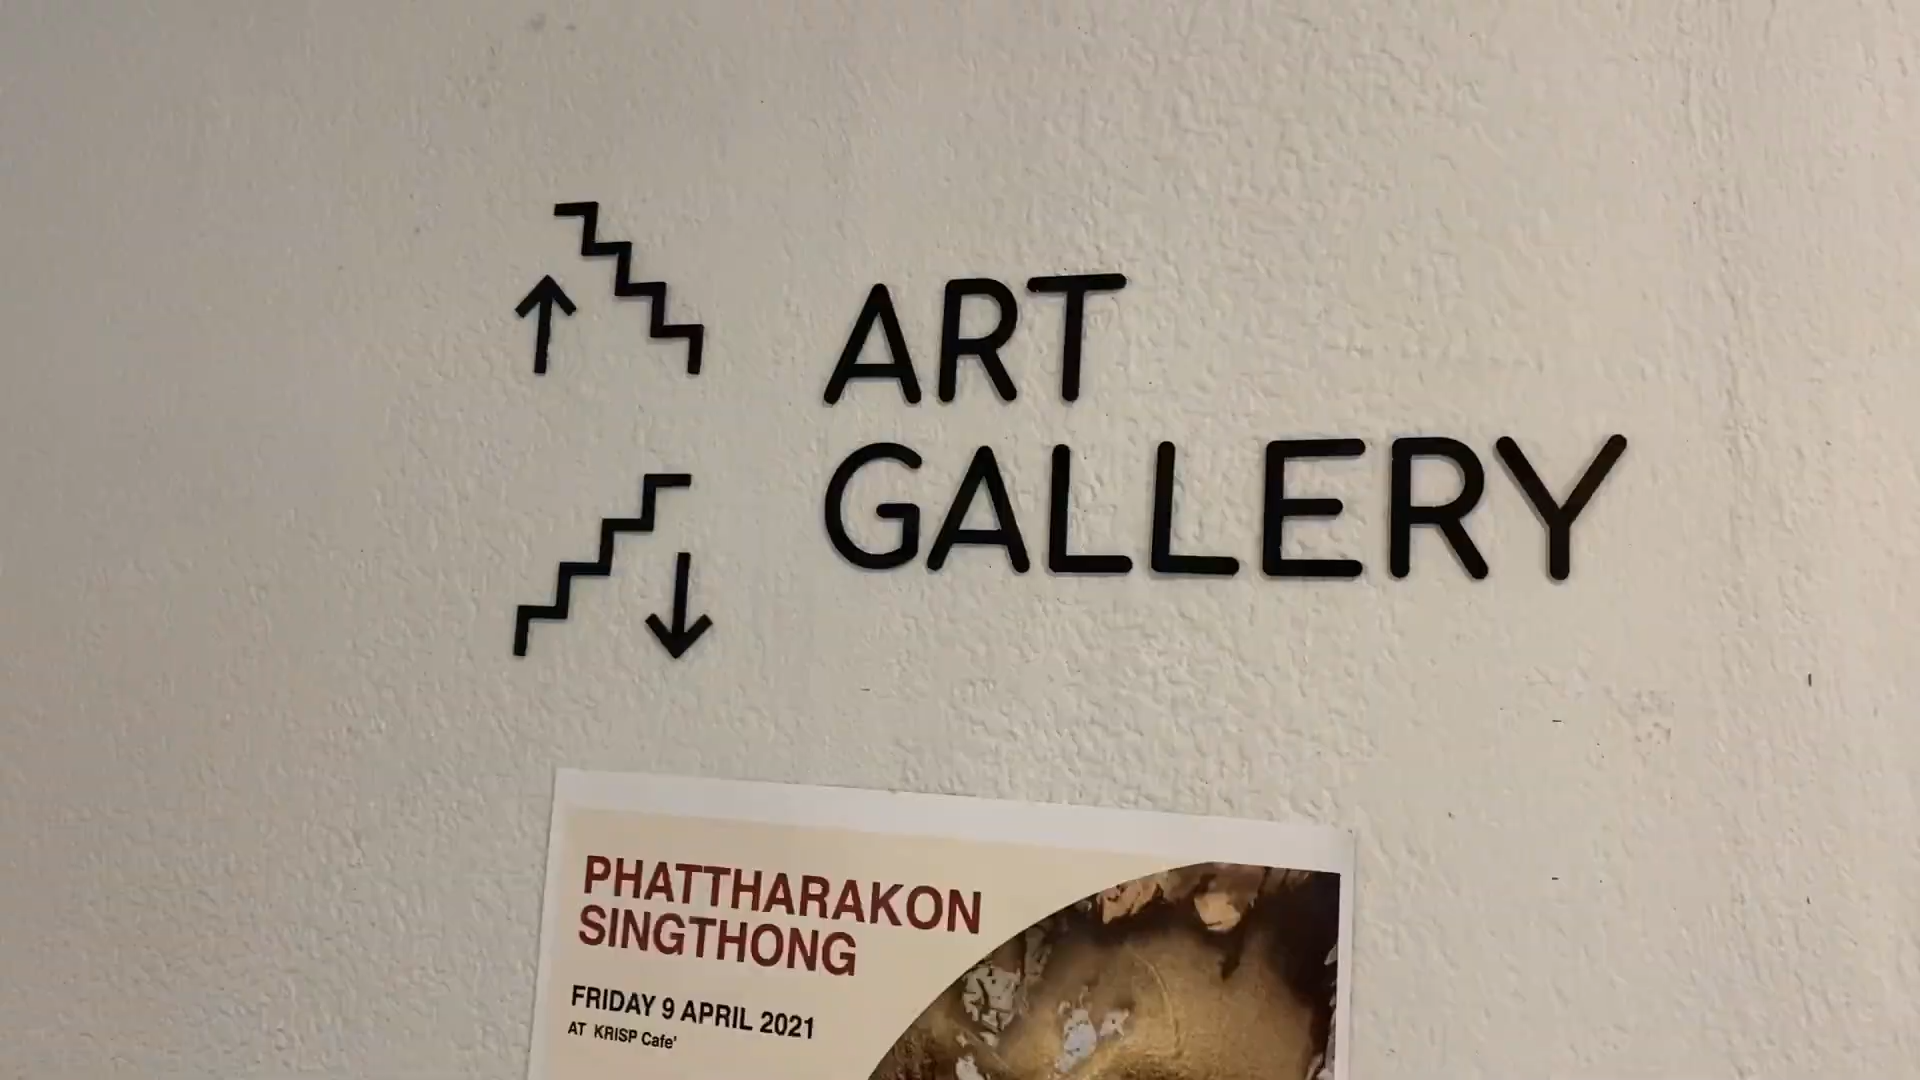 ART
GALLERY
PHATTHARAKON
SINGTHONG
FRIDAY 9 APRIL 2021
AT KRISP Cafe'